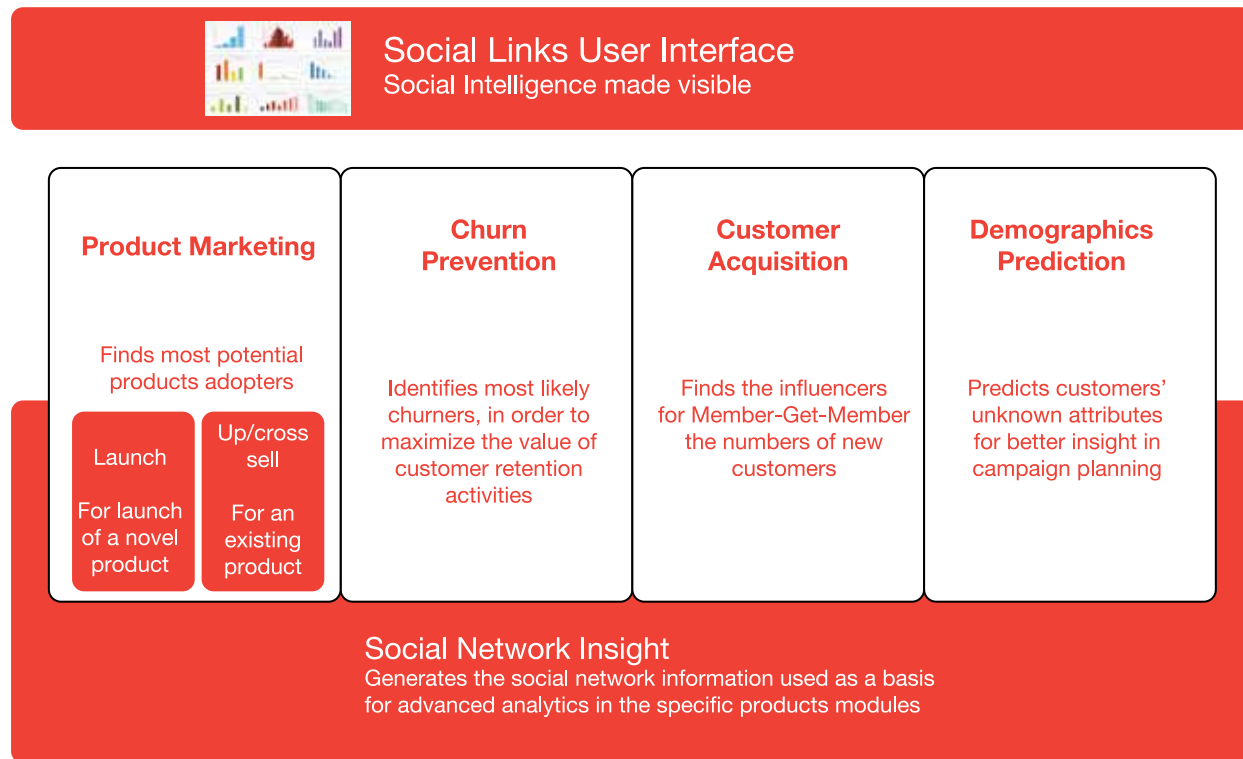 Social Links User Interface
Social Intelligence made visible
Product Marketing
Finds most potential
products adopters
Launch
For launch
of a novel
product
Up/cross
sell
For an
existing
product
Churn
Prevention
Identifies most likely
churners, in order to
maximize the value of
customer retention
activities
Customer
Acquisition
Finds the influencers
for Member-Get-Member
the numbers of new
customers
Demographics
Prediction
Predicts customers’
unknown attributes
for better insight in
campaign planning
Social Network Insight
Generates the social network information used as a basis
for advanced analytics in the specific products modules